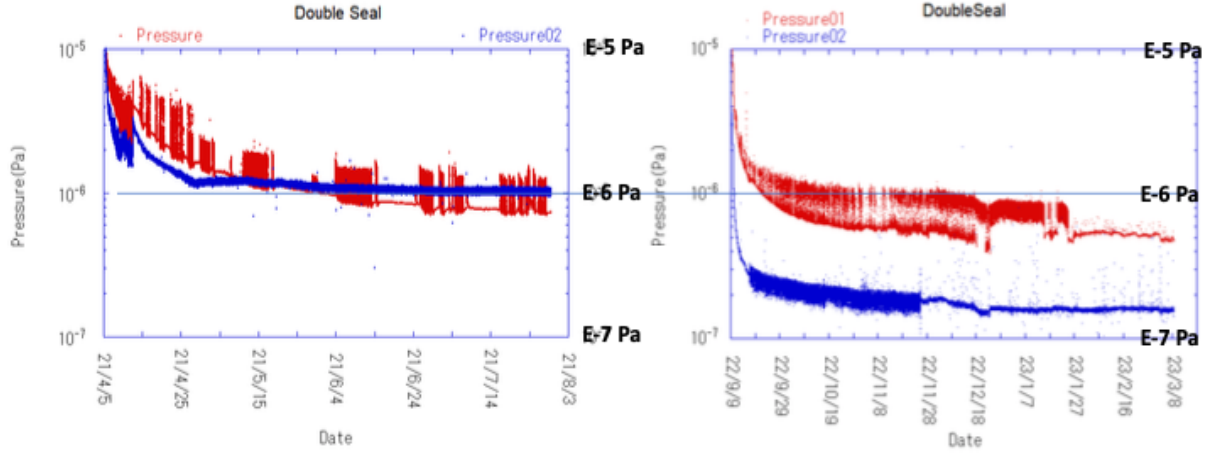 Double Seal
Pressure
Pressure02
10^-5
10^-6
10^-7
Pressure(Pa)
21/4/5
21/4/25
21/5/15
21/6/4
21/6/24
21/7/14
21/8/3
Date
E-5 Pa
E-6 Pa
E-7 Pa
DoubleSeal
Pressure01
Pressure02
10^-5
10^-6
10^-7
Pressure(Pa)
22/9/9
22/9/29
22/10/19
22/11/8
22/11/28
22/12/18
23/1/7
23/1/27
23/2/16
23/3/8
Date
E-5 Pa
E-6 Pa
E-7 Pa